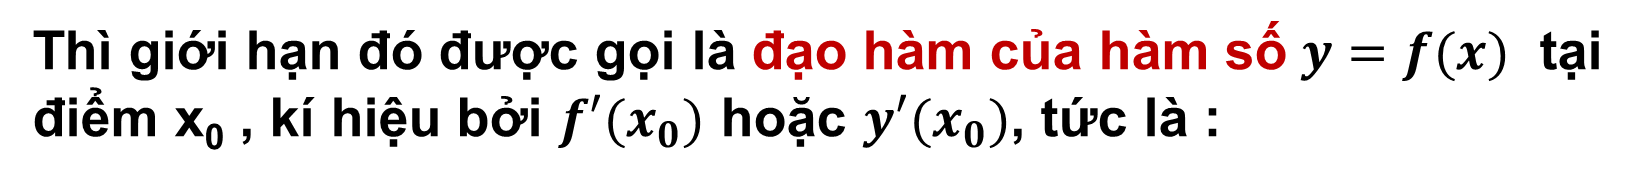 Thì giới hạn đó được gọi là đạo hàm của hàm số y = f(x) tại
điểm x₀ , kí hiệu bởi f′(x₀) hoặc y′(x₀), tức là :